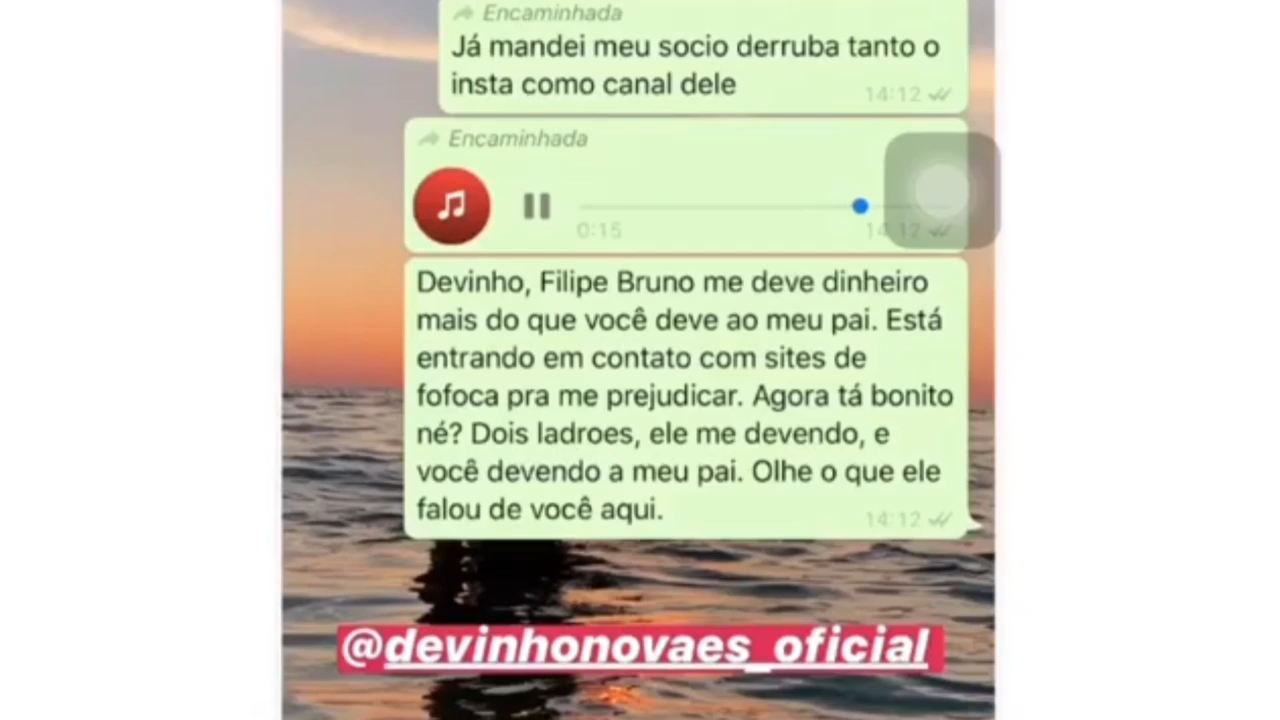 Encaminhada
Já mandei meu socio derruba tanto o
insta como canal dele
14:12
Encaminhada
0:15
14:12
Devinho, Filipe Bruno me deve dinheiro
mais do que você deve ao meu pai. Está
entrando em contato com sites de
fofoca pra me prejudicar. Agora tá bonito
né? Dois ladroes, ele me devendo, e
você devendo a meu pai. Olhe o que ele
falou de você aqui.
14:12
@devinhonovaes_oficial